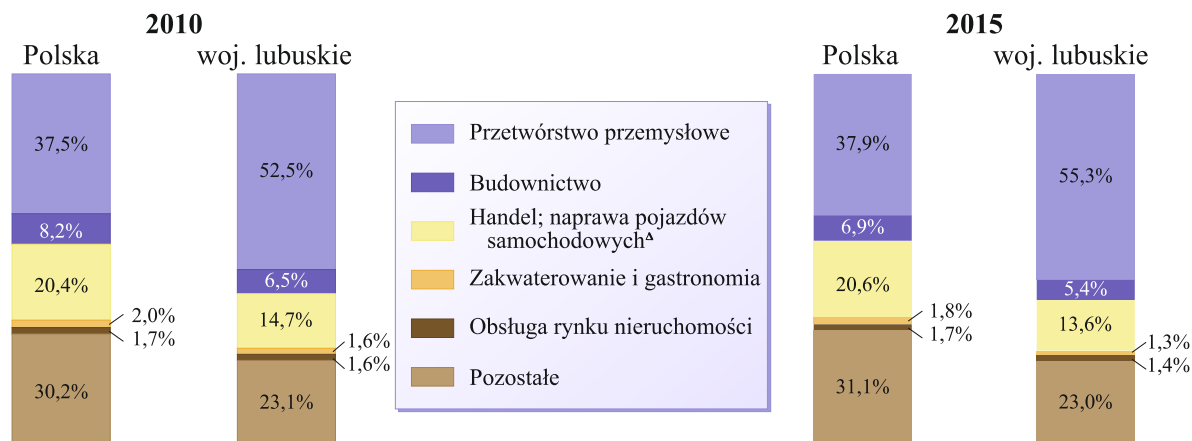 2010
Polska
woj. lubuskie
37,5%
8,2%
20,4%
2,0%
1,7%
30,2%
52,5%
6,5%
14,7%
1,6%
1,6%
23,1%
Przetwórstwo przemysłowe
Budownictwo
Handel; naprawa pojazdów
samochodowychᐞ
Zakwaterowanie i gastronomia
Obsługa rynku nieruchomości
Pozostałe
2015
Polska
woj. lubuskie
37,9%
6,9%
20,6%
1,8%
1,7%
31,1%
55,3%
5,4%
13,6%
1,3%
1,4%
23,0%